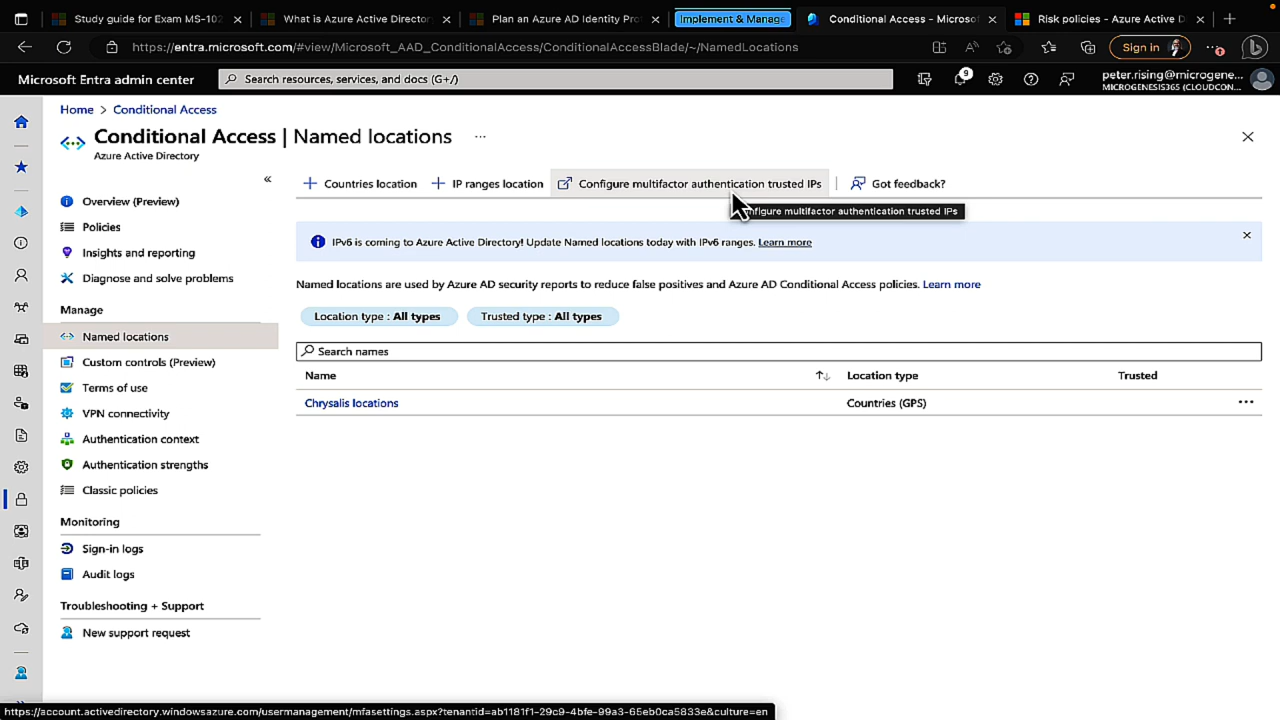 Study guide for Exam MS-102
What is Azure Active Directory
Plan an Azure AD Identity Pro
Implement & Manage
Conditional Access - Microsof
Risk policies - Azure Active D
https://entra.microsoft.com/#view/Microsoft_AAD_ConditionalAccess/ConditionalAccessBlade/~/NamedLocations
Sign in
Microsoft Entra admin center
Search resources, services, and docs (G+/)
9
peter.rising@microgene...
MICROGENESIS365 (CLOUDCON...
Home > Conditional Access
Conditional Access | Named locations ...
Azure Active Directory
Overview (Preview)
Policies
Insights and reporting
Diagnose and solve problems
Manage
Named locations
Custom controls (Preview)
Terms of use
VPN connectivity
Authentication context
Authentication strengths
Classic policies
Monitoring
Sign-in logs
Audit logs
Troubleshooting + Support
New support request
Countries location
IP ranges location
Configure multifactor authentication trusted IPs
Got feedback?
nfigure multifactor authentication trusted IPs
IPv6 is coming to Azure Active Directory! Update Named locations today with IPv6 ranges. Learn more
Named locations are used by Azure AD security reports to reduce false positives and Azure AD Conditional Access policies. Learn more
Location type : All types
Trusted type : All types
Search names
Name
Location type
Trusted
Chrysalis locations
Countries (GPS)
https://account.activedirectory.windowsazure.com/usermanagement/mfasettings.aspx?tenantid=ab1181f1-29c9-4bfe-99a3-65eb0ca5833e&culture=en